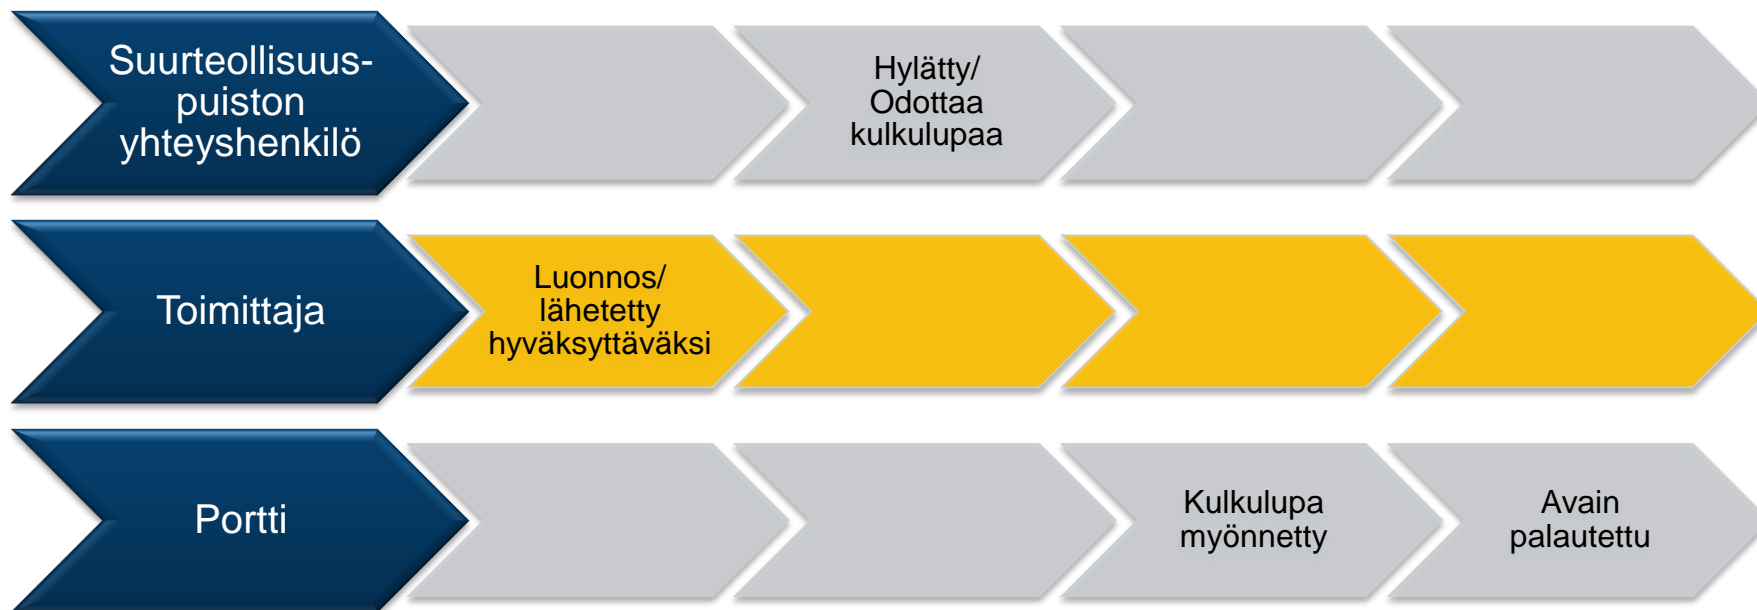 Suurteollisuus-
puiston
yhteyshenkilö
Hylätty/
Odottaa
kulkulupaa
Toimittaja
Luonnos/
lähetetty
hyväksyttäväksi
Portti
Kulkulupa
myönnetty
Avain
palautettu